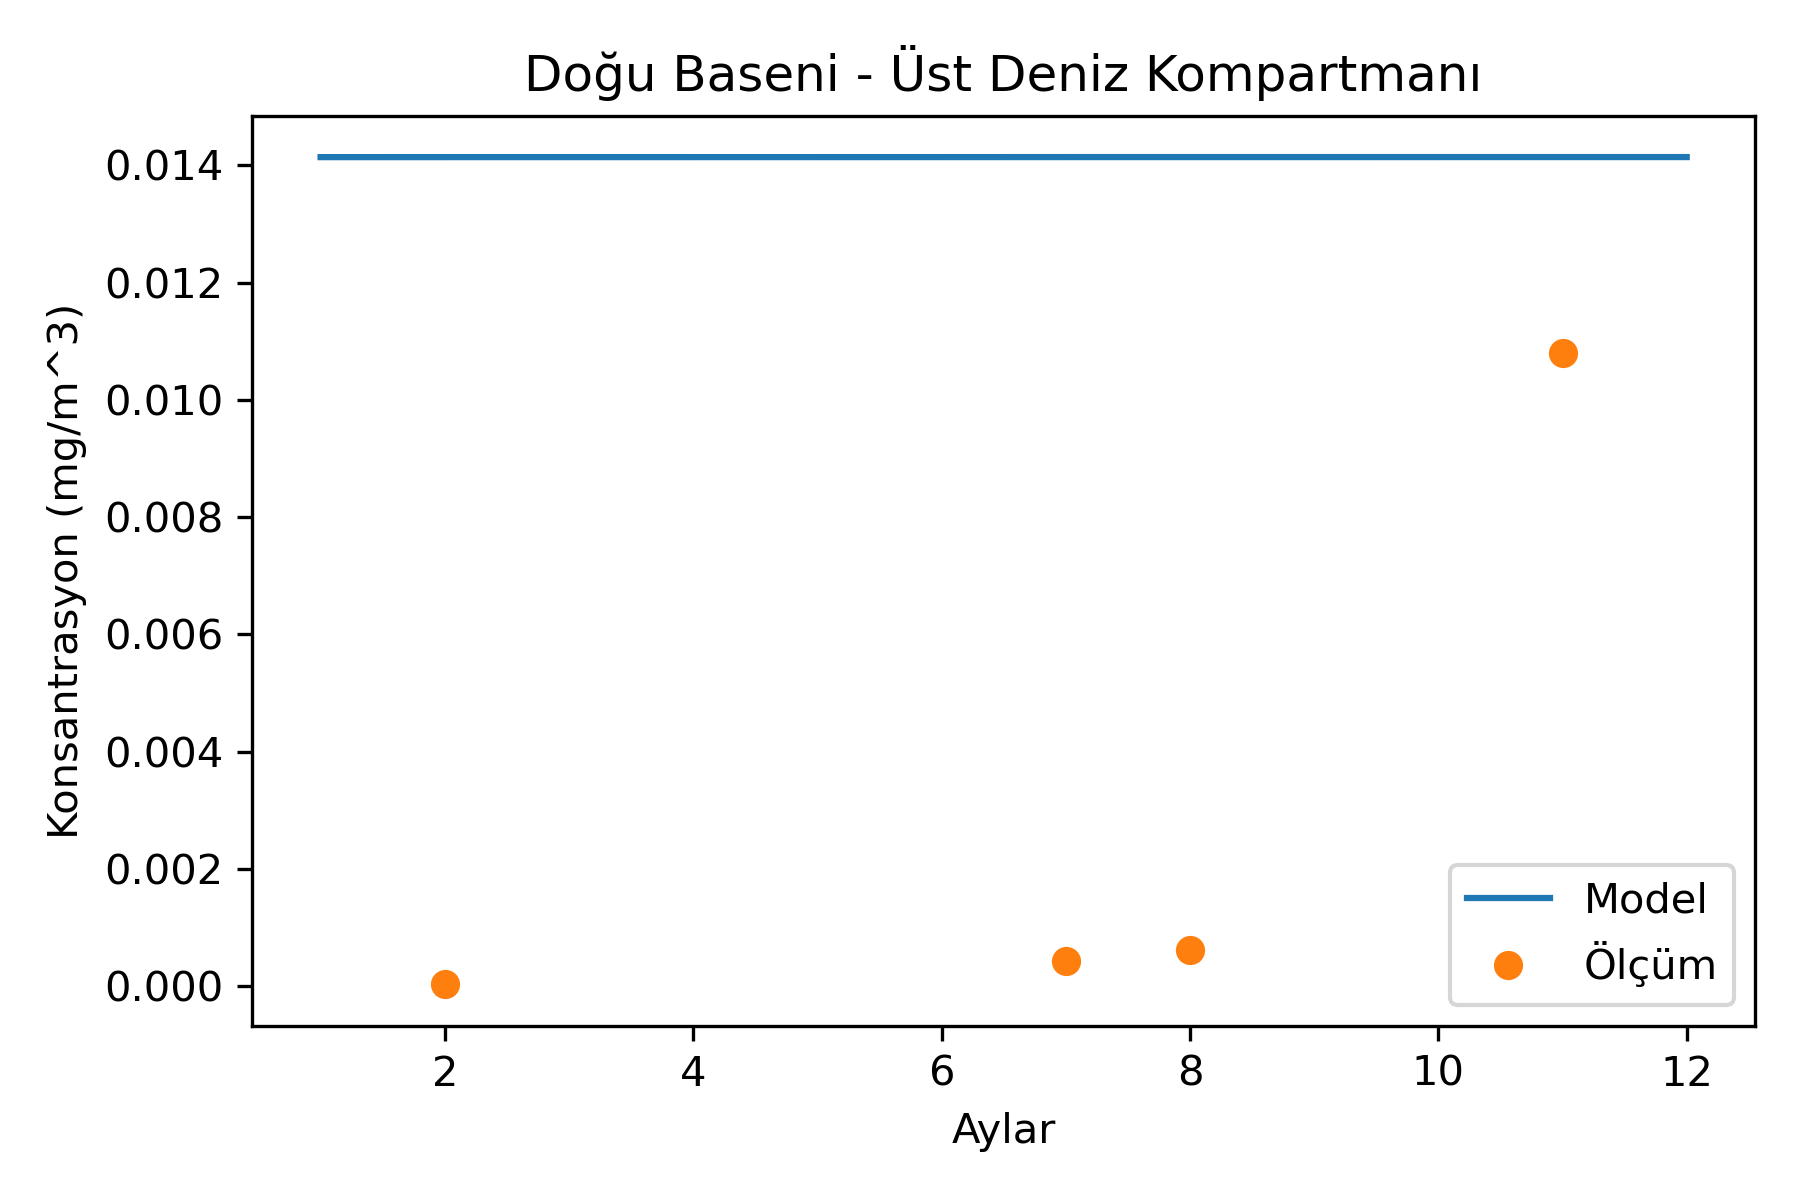 Doğu Baseni - Üst Deniz Kompartmanı
Konsantrasyon (mg/m^3)
0.014
0.012
0.010
0.008
0.006
0.004
0.002
0.000
2 4 6 8 10 12
Aylar
Model
Ölçüm